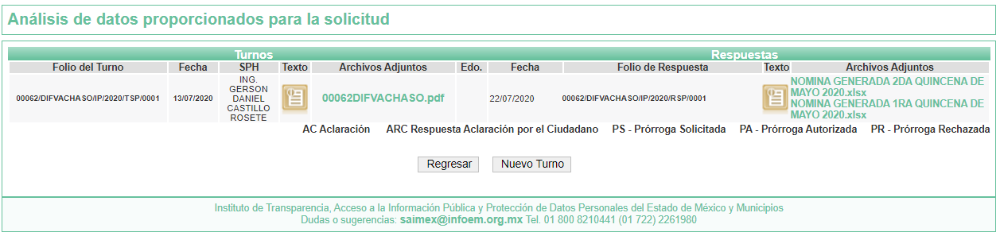 Análisis de datos proporcionados para la solicitud
Turnos Respuestas
Folio del Turno Fecha SPH Texto Archivos Adjuntos Edo. Fecha Folio de Respuesta Texto Archivos Adjuntos
00062/DIFVACHASO/IP/2020/TSP/0001 13/07/2020
ING.
GERSON
DANIEL
CASTILLO
ROSETE
00062DIFVACHASO.pdf
22/07/2020 00062/DIFVACHASO/IP/2020/RSP/0001
NOMINA GENERADA 2DA QUINCENA DE
MAYO 2020.xlsx
NOMINA GENERADA 1RA QUINCENA DE
MAYO 2020.xlsx
AC Aclaración ARC Respuesta Aclaración por el Ciudadano PS - Prórroga Solicitada PA - Prórroga Autorizada PR - Prórroga Rechazada
Regresar Nuevo Turno
Instituto de Transparencia, Acceso a la Información Pública y Protección de Datos Personales del Estado de México y Municipios
Dudas o sugerencias: saimex@infoem.org.mx Tel. 01 800 8210441 (01 722) 2261980